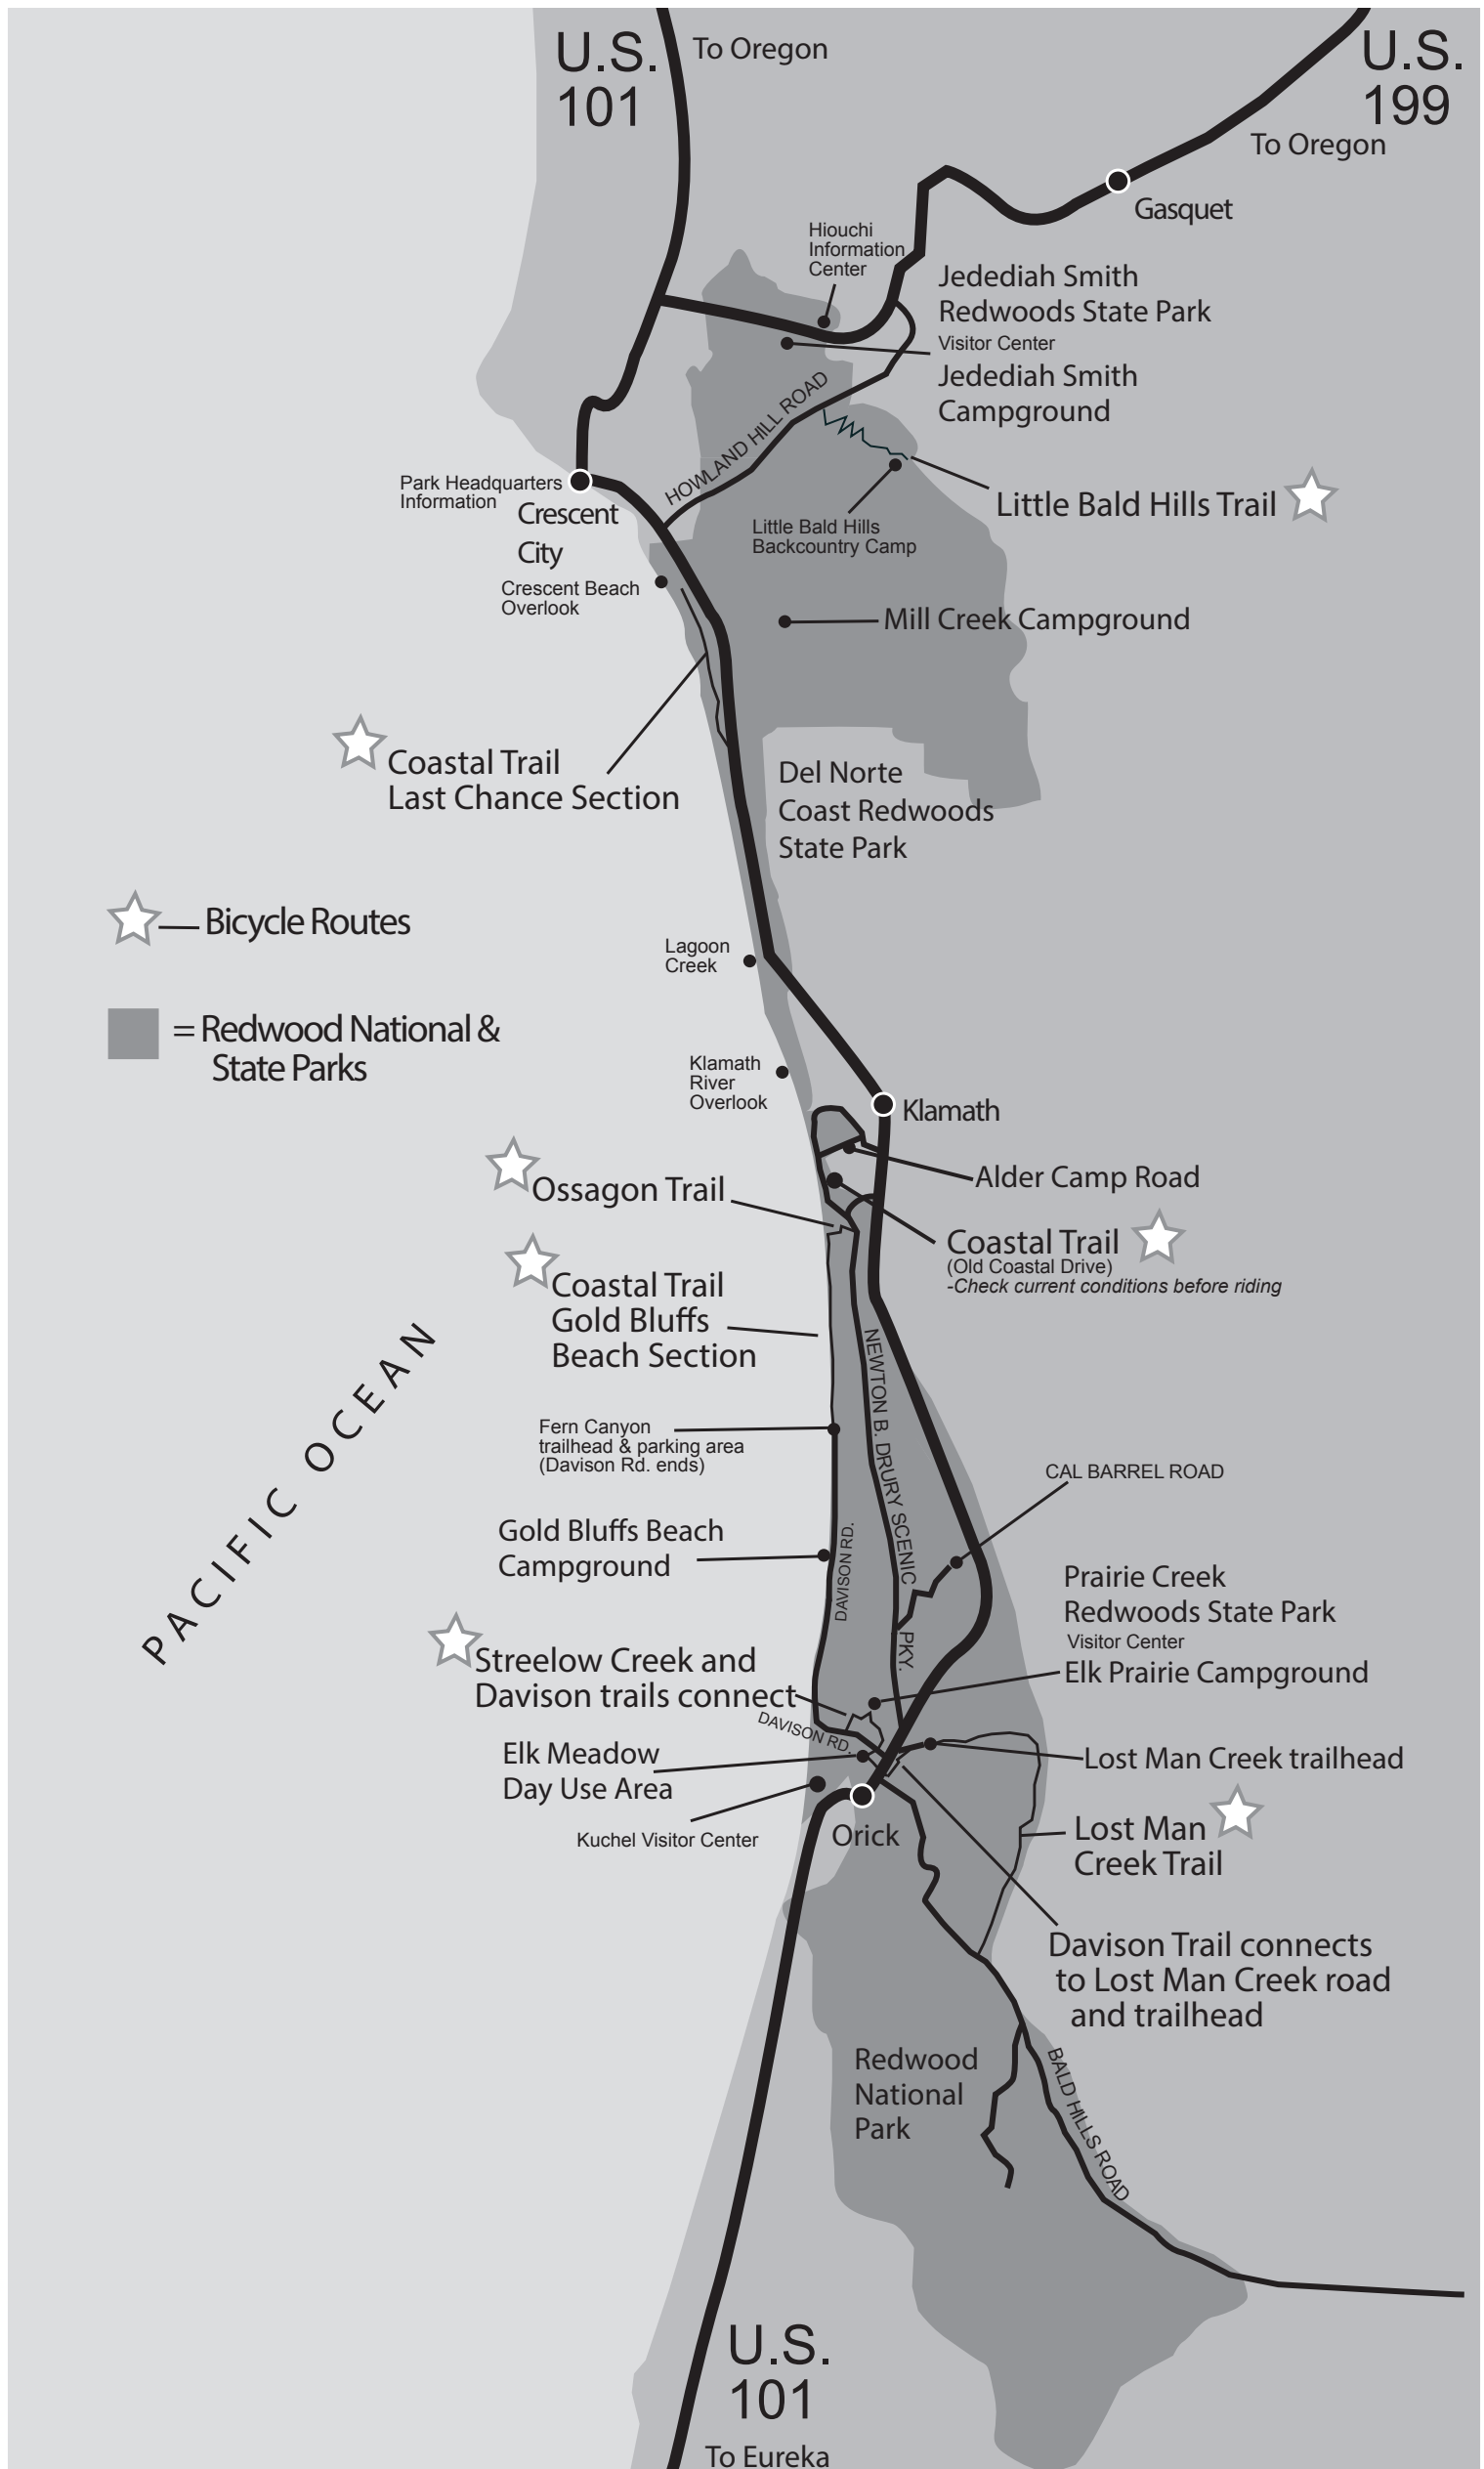 U.S.
101
To Oregon
U.S.
199
To Oregon
Gasquet
Hiouchi
Information
Center
Jedediah Smith
Redwoods State Park
Visitor Center
Jedediah Smith
Campground
HOWLAND HILL ROAD
Park Headquarters
Information
Crescent
City
Little Bald Hills Trail
Little Bald Hills
Backcountry Camp
Crescent Beach
Overlook
Mill Creek Campground
Coastal Trail
Last Chance Section
Del Norte
Coast Redwoods
State Park
Bicycle Routes
Lagoon
Creek
= Redwood National &
State Parks
Klamath
River
Overlook
Klamath
Alder Camp Road
Ossagon Trail
Coastal Trail
(Old Coastal Drive)
-Check current conditions before riding
Coastal Trail
Gold Bluffs
Beach Section
PACIFIC OCEAN
NEWTON B. DRURY SCENIC PKY.
Fern Canyon
trailhead & parking area
(Davison Rd. ends)
CAL BARREL ROAD
Gold Bluffs Beach
Campground
DAVISON RD.
Prairie Creek
Redwoods State Park
Visitor Center
Elk Prairie Campground
Streelow Creek and
Davison trails connect
DAVISON RD.
Elk Meadow
Day Use Area
Lost Man Creek trailhead
Kuchel Visitor Center
Orick
Lost Man
Creek Trail
Davison Trail connects
to Lost Man Creek road
and trailhead
Redwood
National
Park
BALD HILLS ROAD
U.S.
101
To Eureka